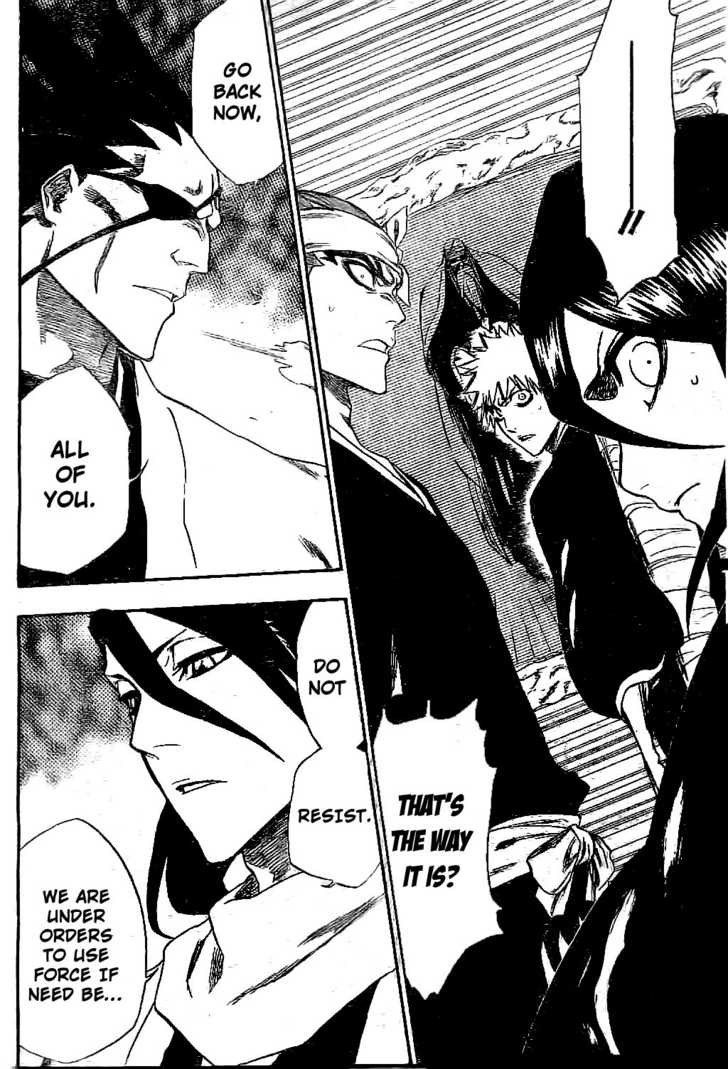 —!!
THAT'S
THE WAY
IT IS?
GO
BACK
NOW,
ALL
OF
YOU.
DO
NOT
RESIST.
WE ARE
UNDER
ORDERS
TO USE
FORCE IF
NEED BE...